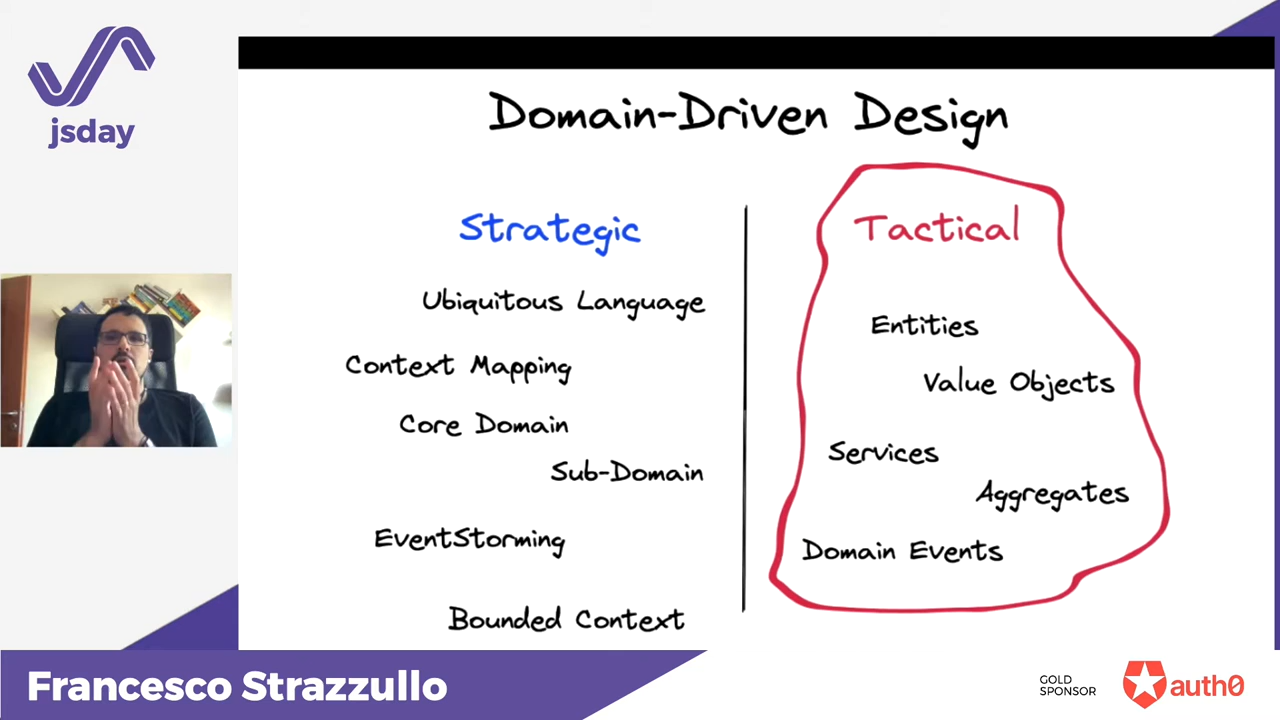 jsday
Domain-Driven Design
Strategic
Ubiquitous Language
Context Mapping
Core Domain
Sub-Domain
EventStorming
Bounded Context
Tactical
Entities
Value Objects
Services
Aggregates
Domain Events
Francesco Strazzullo
GOLD
SPONSOR
auth0